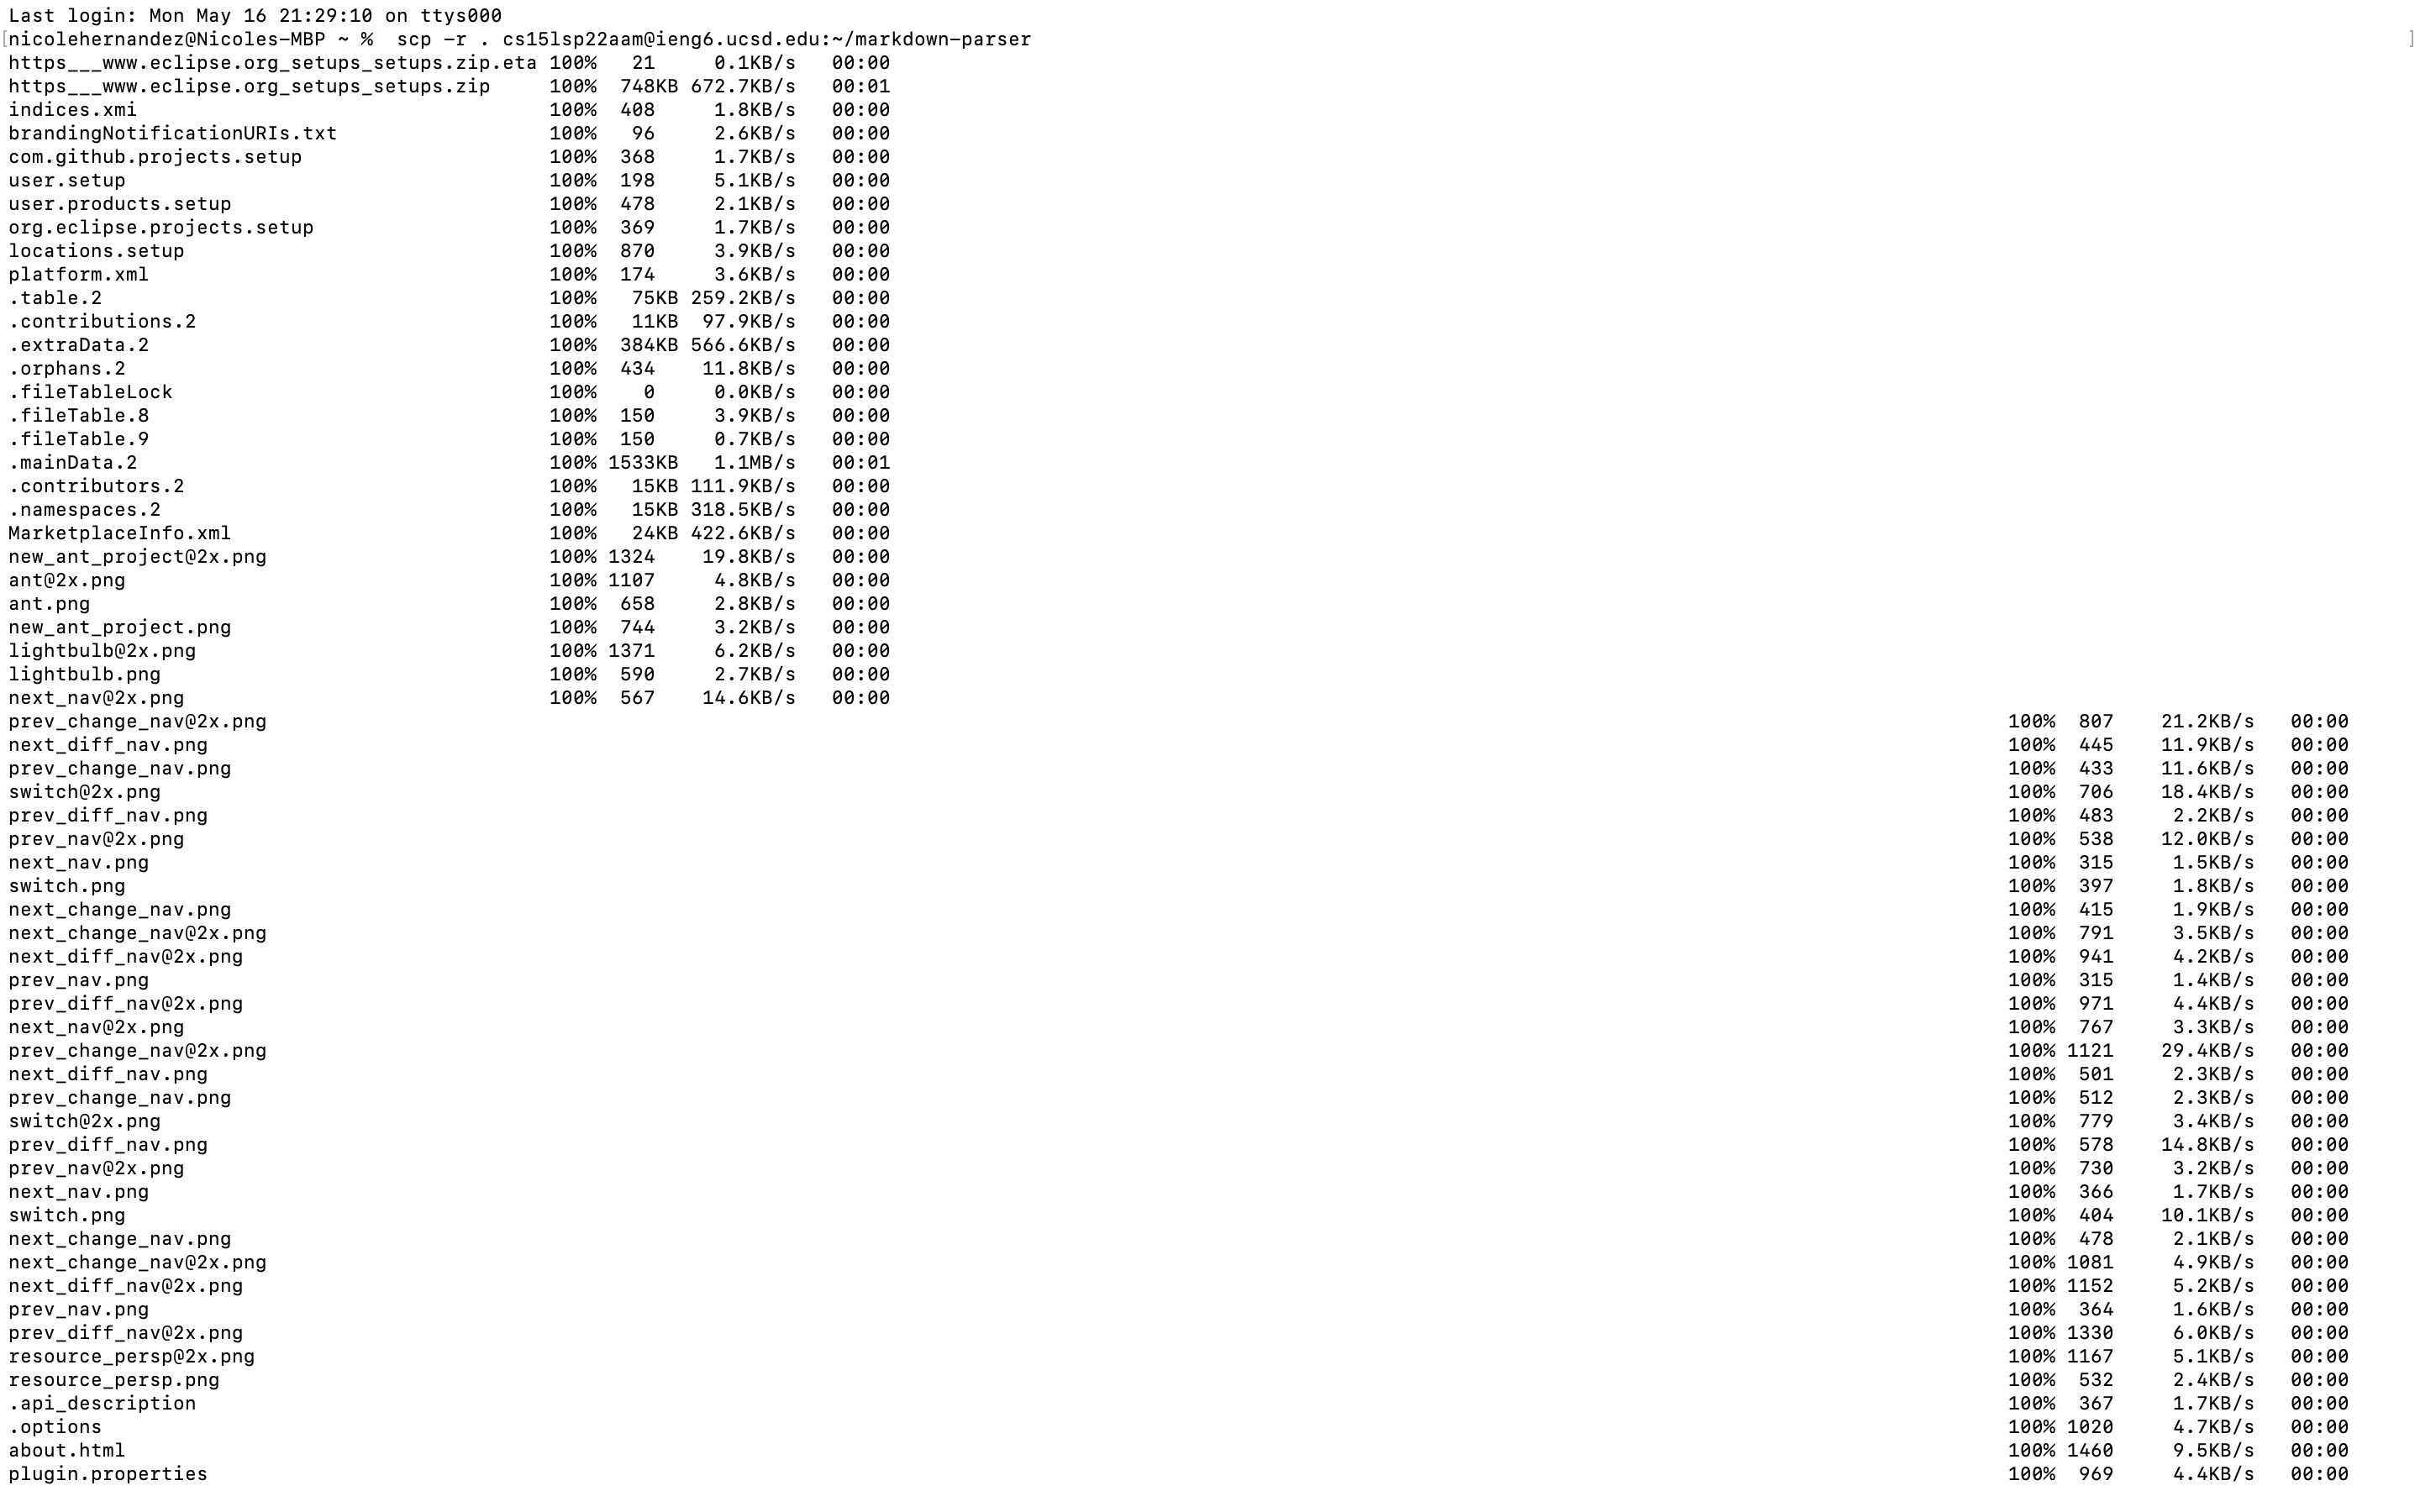 Last login: Mon May 16 21:29:10 on ttys000
[nicolehernandez@Nicoles-MBP ~ %  scp -r . cs15lsp22aam@ieng6.ucsd.edu:~/markdown-parser ]
https___www.eclipse.org_setups_setups.zip.eta 100%   21     0.1KB/s   00:00
https___www.eclipse.org_setups_setups.zip     100%  748KB 672.7KB/s   00:01
indices.xmi                                   100%  408     1.8KB/s   00:00
brandingNotificationURIs.txt                  100%   96     2.6KB/s   00:00
com.github.projects.setup                     100%  368     1.7KB/s   00:00
user.setup                                    100%  198     5.1KB/s   00:00
user.products.setup                           100%  478     2.1KB/s   00:00
org.eclipse.projects.setup                    100%  369     1.7KB/s   00:00
locations.setup                               100%  870     3.9KB/s   00:00
platform.xml                                  100%  174     3.6KB/s   00:00
.table.2                                      100%   75KB 259.2KB/s   00:00
.contributions.2                              100%   11KB  97.9KB/s   00:00
.extraData.2                                  100%  384KB 566.6KB/s   00:00
.orphans.2                                    100%  434    11.8KB/s   00:00
.fileTableLock                                100%    0     0.0KB/s   00:00
.fileTable.8                                  100%  150     3.9KB/s   00:00
.fileTable.9                                  100%  150     0.7KB/s   00:00
.mainData.2                                   100% 1533KB   1.1MB/s   00:01
.contributors.2                               100%   15KB 111.9KB/s   00:00
.namespaces.2                                 100%   15KB 318.5KB/s   00:00
MarketplaceInfo.xml                           100%   24KB 422.6KB/s   00:00
new_ant_project@2x.png                        100% 1324    19.8KB/s   00:00
ant@2x.png                                    100% 1107     4.8KB/s   00:00
ant.png                                       100%  658     2.8KB/s   00:00
new_ant_project.png                           100%  744     3.2KB/s   00:00
lightbulb@2x.png                              100% 1371     6.2KB/s   00:00
lightbulb.png                                 100%  590     2.7KB/s   00:00
next_nav@2x.png                               100%  567    14.6KB/s   00:00
prev_change_nav@2x.png   100%  807    21.2KB/s   00:00
next_diff_nav.png   100%  445    11.9KB/s   00:00
prev_change_nav.png   100%  433    11.6KB/s   00:00
switch@2x.png   100%  706    18.4KB/s   00:00
prev_diff_nav.png   100%  483     2.2KB/s   00:00
prev_nav@2x.png   100%  538    12.0KB/s   00:00
next_nav.png   100%  315     1.5KB/s   00:00
switch.png   100%  397     1.8KB/s   00:00
next_change_nav.png   100%  415     1.9KB/s   00:00
next_change_nav@2x.png   100%  791     3.5KB/s   00:00
next_diff_nav@2x.png   100%  941     4.2KB/s   00:00
prev_nav.png   100%  315     1.4KB/s   00:00
prev_diff_nav@2x.png   100%  971     4.4KB/s   00:00
next_nav@2x.png   100%  767     3.3KB/s   00:00
prev_change_nav@2x.png   100% 1121    29.4KB/s   00:00
next_diff_nav.png   100%  501     2.3KB/s   00:00
prev_change_nav.png   100%  512     2.3KB/s   00:00
switch@2x.png   100%  779     3.4KB/s   00:00
prev_diff_nav.png   100%  578    14.8KB/s   00:00
prev_nav@2x.png   100%  730     3.2KB/s   00:00
next_nav.png   100%  366     1.7KB/s   00:00
switch.png   100%  404    10.1KB/s   00:00
next_change_nav.png   100%  478     2.1KB/s   00:00
next_change_nav@2x.png   100% 1081     4.9KB/s   00:00
next_diff_nav@2x.png   100% 1152     5.2KB/s   00:00
prev_nav.png   100%  364     1.6KB/s   00:00
prev_diff_nav@2x.png   100% 1330     6.0KB/s   00:00
resource_persp@2x.png   100% 1167     5.1KB/s   00:00
resource_persp.png   100%  532     2.4KB/s   00:00
.api_description   100%  367     1.7KB/s   00:00
.options   100% 1020     4.7KB/s   00:00
about.html   100% 1460     9.5KB/s   00:00
plugin.properties   100%  969     4.4KB/s   00:00